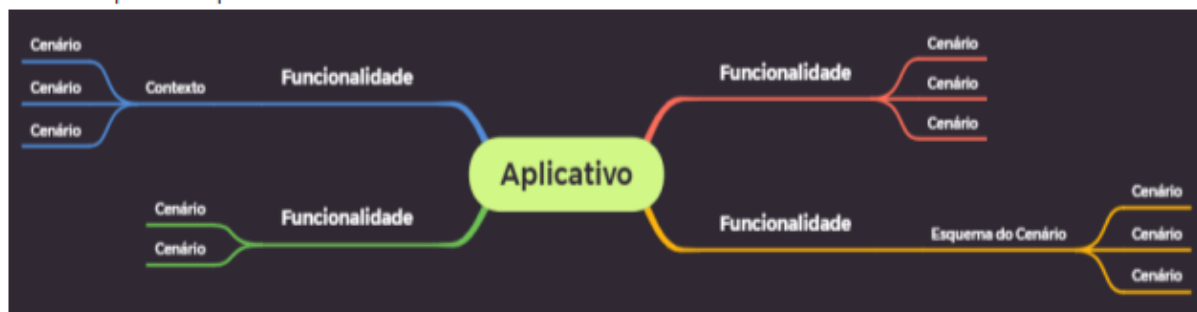 Cenário
Cenário
Cenário
Contexto
Funcionalidade
Cenário
Cenário
Funcionalidade
Aplicativo
Funcionalidade
Cenário
Cenário
Cenário
Funcionalidade
Esquema do Cenário
Cenário
Cenário
Cenário